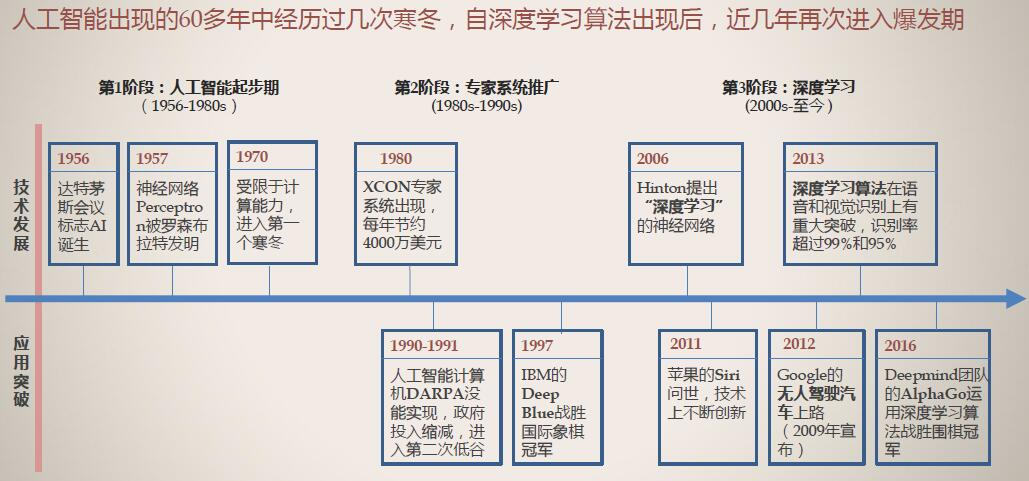 人工智能出现的60多年中经历过几次寒冬，自深度学习算法出现后，近几年再次进入爆发期
第1阶段：人工智能起步期
（1956-1980s）
第2阶段：专家系统推广
(1980s-1990s)
第3阶段：深度学习
(2000s-至今）
技术发展
1956
达特茅
斯会议
标志AI
诞生
1957
神经网络
Perceptro
n被罗森布
拉特发明
1970
受限于计
算能力，
进入第一
个寒冬
1980
XCON专家
系统出现，
每年节约
4000万美元
2006
Hinton提出
“深度学习”
的神经网络
2013
深度学习算法在语
音和视觉识别上有
重大突破，识别率
超过99%和95%
应用突破
1990-1991
人工智能计算
机DARPA没
能实现，政府
投入缩减，进
入第二次低谷
1997
IBM的
Deep
Blue战胜
国际象棋
冠军
2011
苹果的Siri
问世，技术
上不断创新
2012
Google的
无人驾驶汽
车上路
（2009年宣
布）
2016
Deepmind团队
的AlphaGo运
用深度学习算
法战胜围棋冠
军